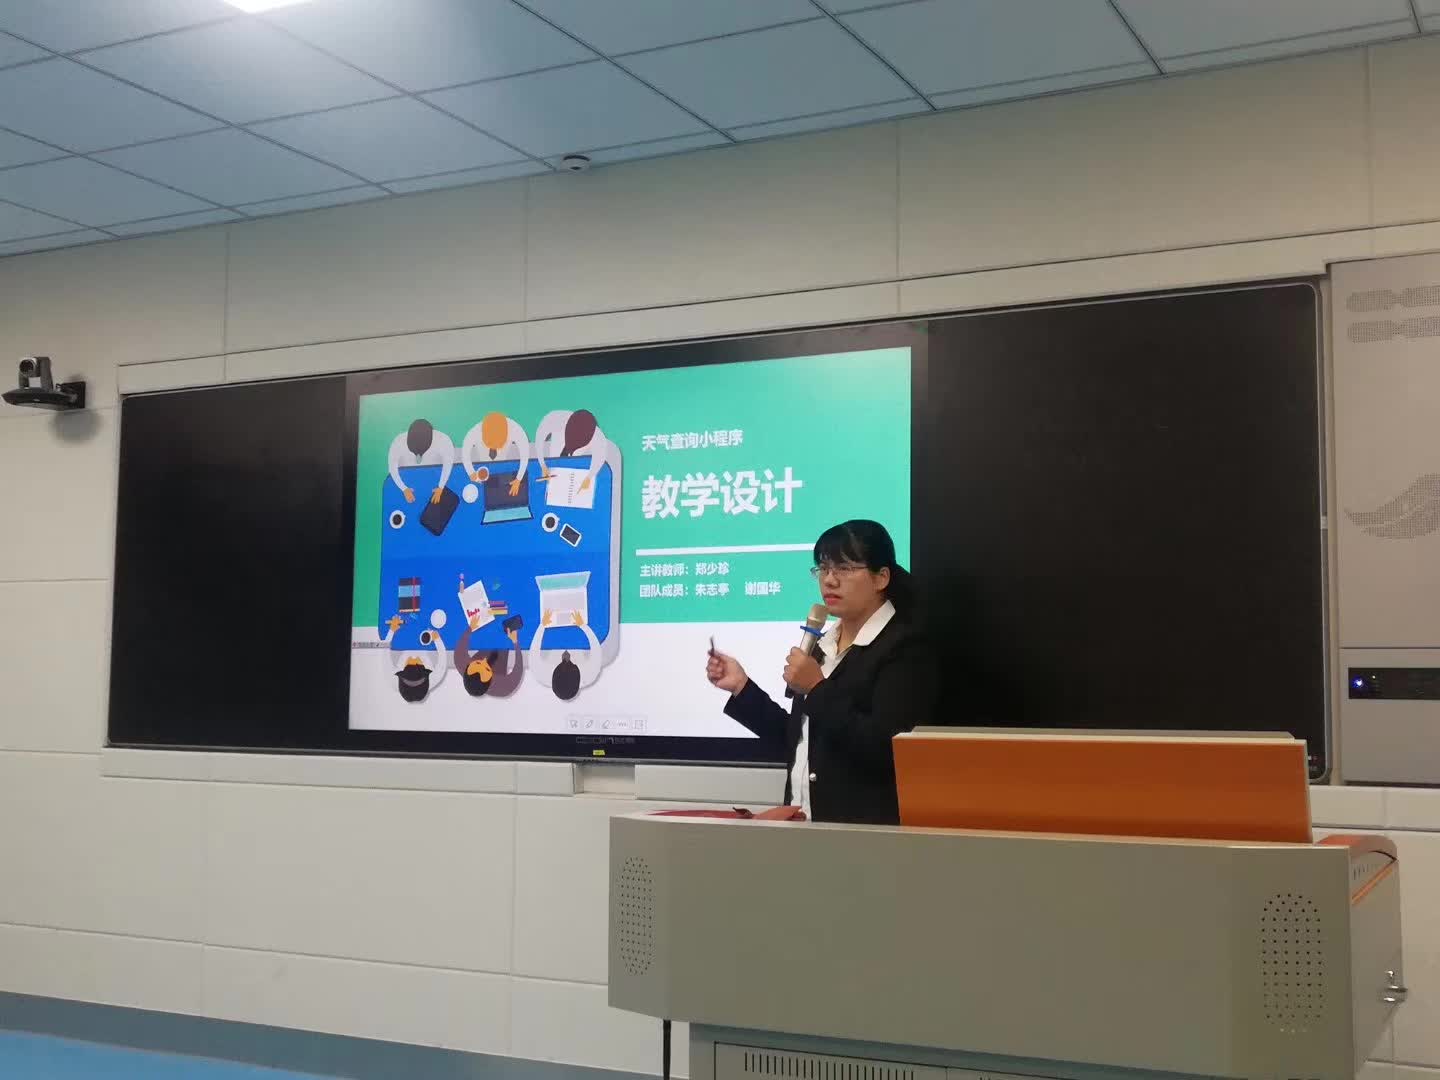 天气查询小程序
教学设计
主讲教师：郑少珍
团队成员：朱志亭 谢国华